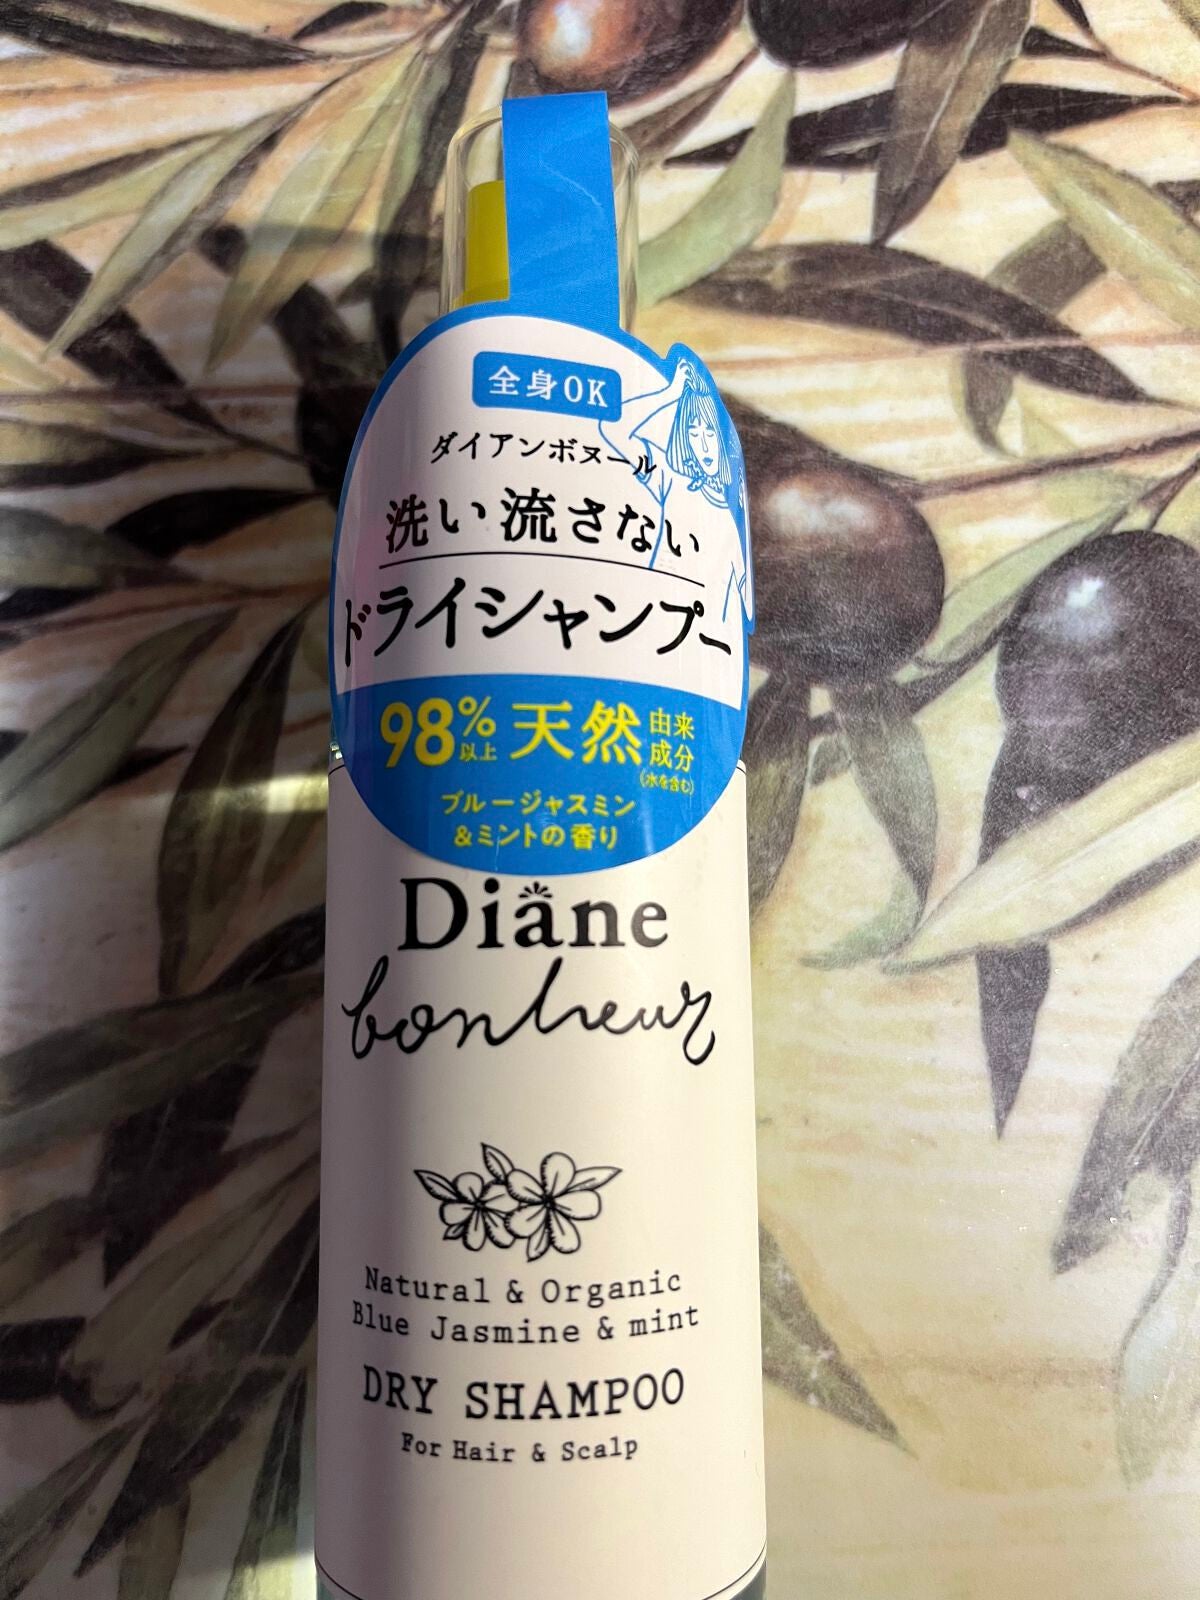 全身OK
ダイアンボヌール
洗い流さない
ドライシャンプー
98%以上天然由来成分
(水を含む)
ブルージャスミン
&ミントの香り
Diane
bonheur
Natural & Organic
Blue Jasmine & mint
DRY SHAMPOO
For Hair & Scalp